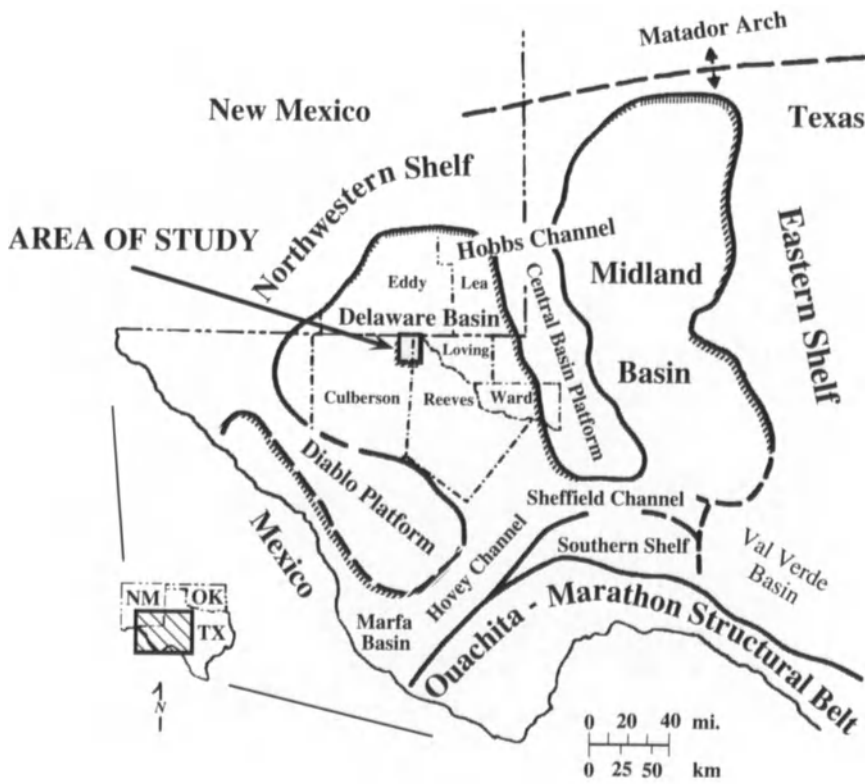 Matador Arch
New Mexico
Texas
Northwestern Shelf
AREA OF STUDY
Hobbs Channel
Eddy
Lea
Midland
Basin
Eastern Shelf
Delaware Basin
Central Basin Platform
Loving
Culberson
Reeves
Ward
Diablo Platform
Sheffield Channel
Mexico
Hovey Channel
Southern Shelf
Val Verde
Basin
NM
OK
TX
Marfa
Basin
Ouachita - Marathon Structural Belt
N
0 20 40 mi.
0 25 50 km